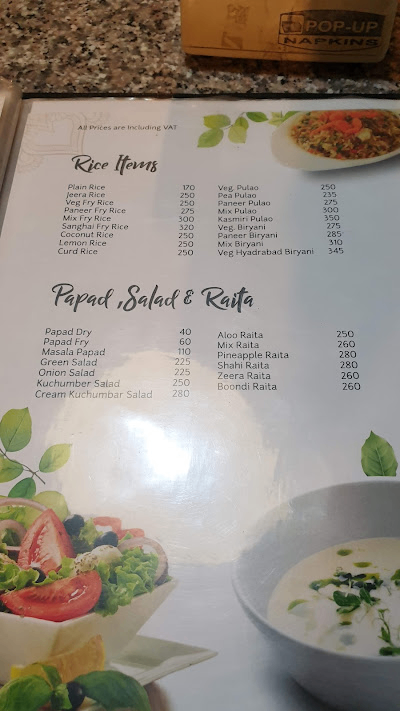 POP-UP
NAPKINS
All Prices are Including VAT
Rice Items
Plain Rice 170
Jeera Rice 250
Veg Fry Rice 250
Paneer Fry Rice 275
Mix Fry Rice 300
Sanghai Fry Rice 320
Coconut Rice 250
Lemon Rice 250
Curd Rice 250
Veg. Pulao 250
Pea Pulao 235
Paneer Pulao 275
Mix Pulao 300
Kasmiri Pulao 350
Veg. Biryani 275
Paneer Biryani 285
Mix Biryani 310
Veg Hyadrabad Biryani 345
Papad ,Salad & Raita
Papad Dry 40
Papad Fry 60
Masala Papad 110
Green Salad 225
Onion Salad 225
Kuchumber Salad 250
Cream Kuchumbar Salad 280
Aloo Raita 250
Mix Raita 260
Pineapple Raita 280
Shahi Raita 280
Zeera Raita 260
Boondi Raita 260